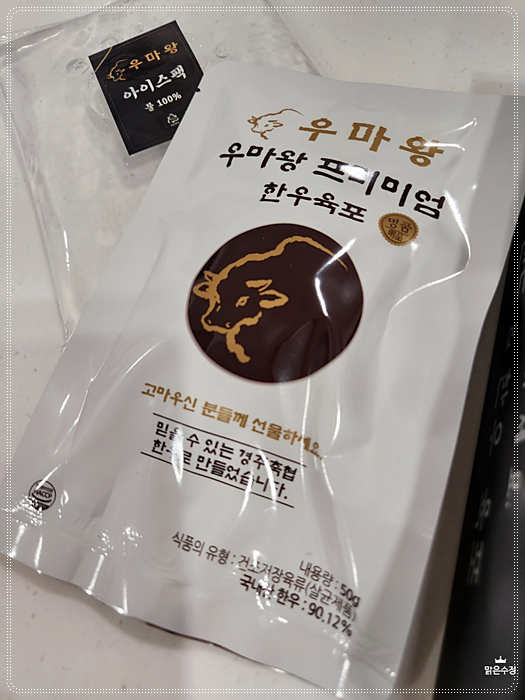 우마왕
아이스팩
물 100%
우마왕
우마왕 프리미엄
한우육포
명품
고마우신 분들께 선물하세요.
믿을 수 있는 경주축협
한우로 만들었습니다.
HACCP
내용량 : 50g
식품의 유형 : 건조저장육류(살균제품)
국내산 한우 : 90.12%
맑은수정